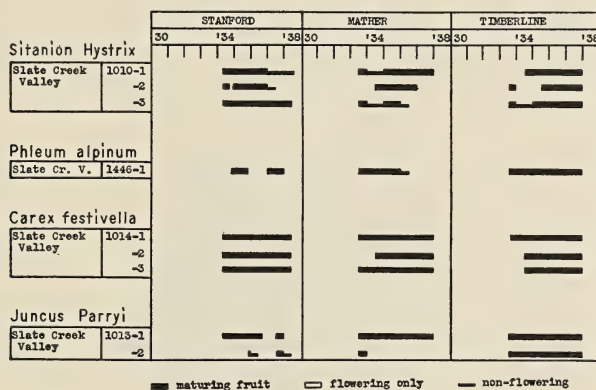 STANFORD MATHER TIMBERLINE
30 '34 '38 30 '34 '38 30 '34 '38
Sitanion Hystrix
Slate Creek 1010-1
Valley -2
-3
Phleum alpinum
Slate Cr. V. 1446-1
Carex festivella
Slate Creek 1014-1
Valley -2
-3
Juncus Parryi
Slate Creek 1013-1
Valley -2
maturing fruit flowering only non-flowering